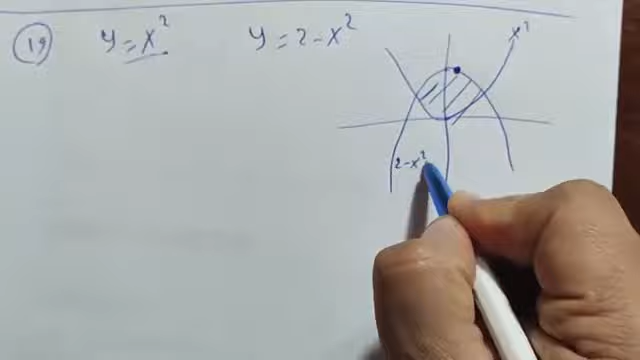 19 y = x² y = 2 - x²
x²
2 - x²